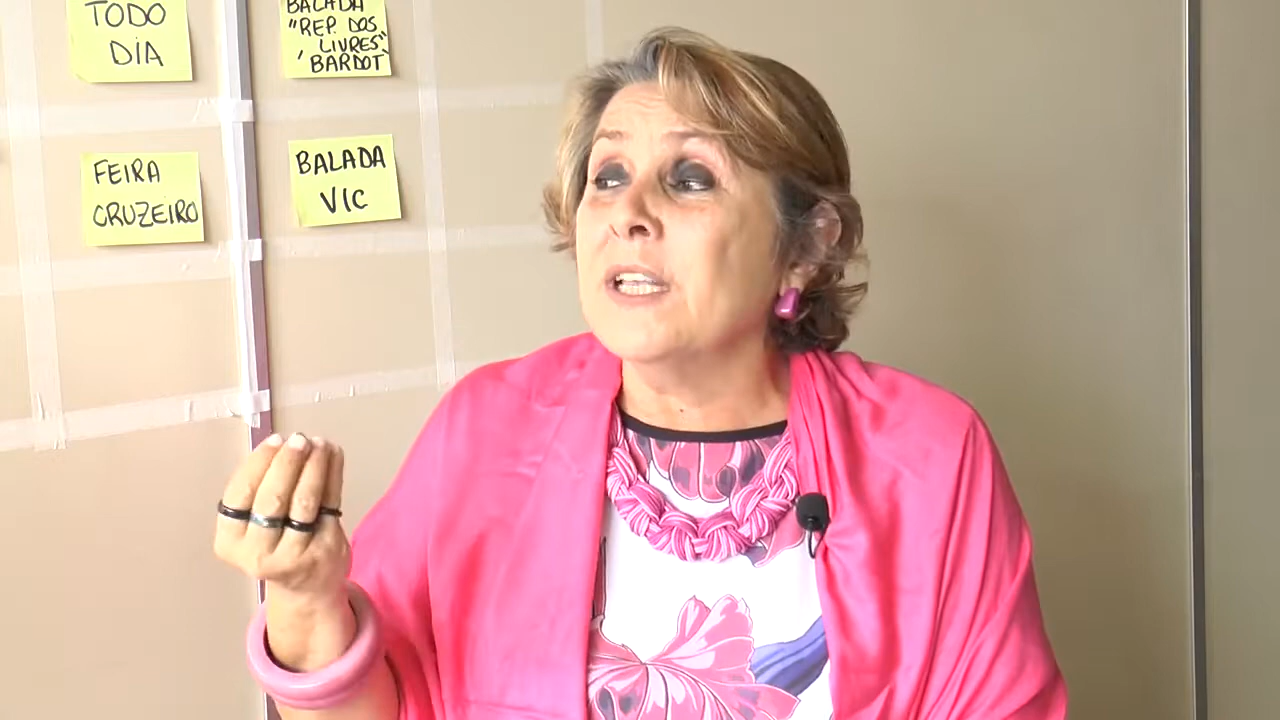 TODO
DIA
BALADA
"REP. DOS
LIVRES"
BARDOT
FEIRA
CRUZEIRO
BALADA
VIC